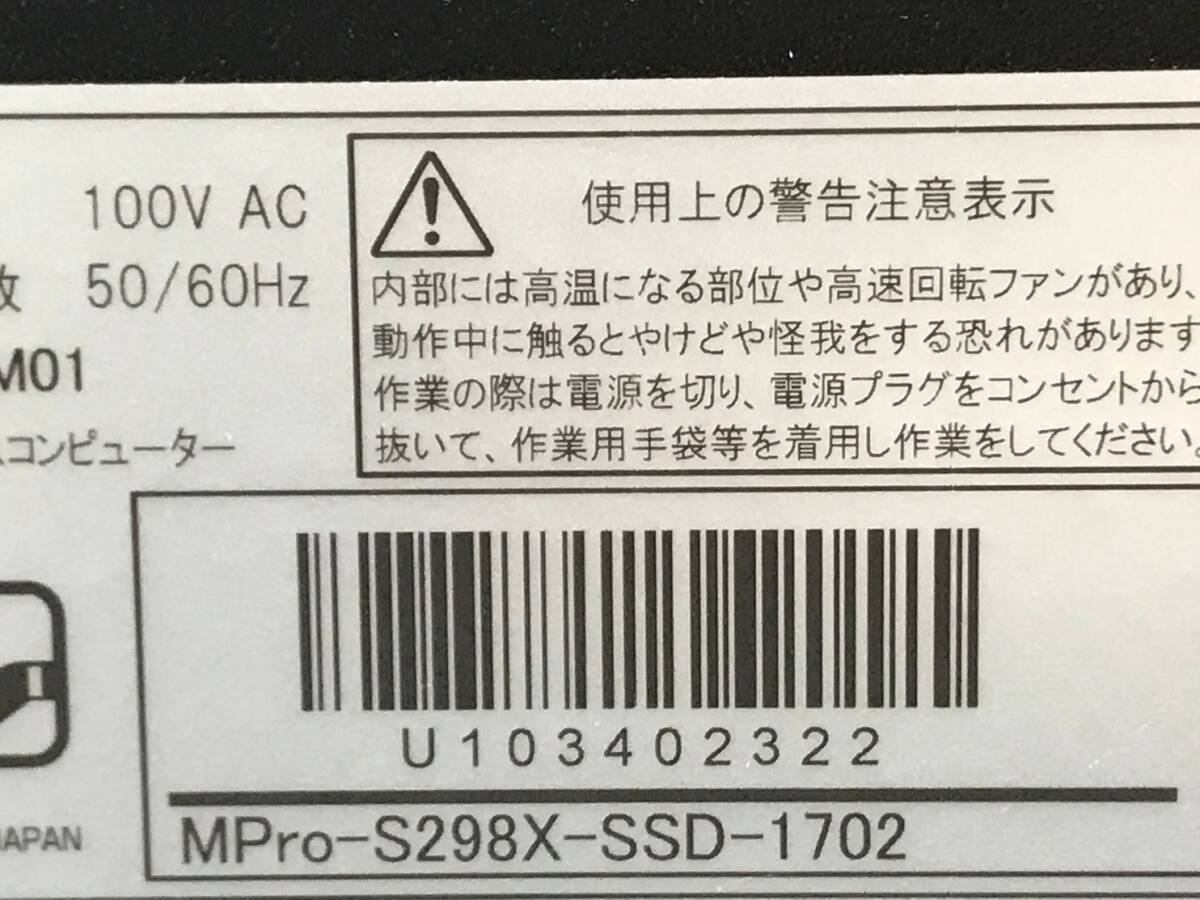 100V AC
数 50/60Hz
M01
コンピューター
使用上の警告注意表示
内部には高温になる部位や高速回転ファンがあり、
動作中に触るとやけどや怪我をする恐れがあります
作業の際は電源を切り、電源プラグをコンセントから
抜いて、作業用手袋等を着用し作業をしてください。
U103402322
MPro-S298X-SSD-1702
JAPAN